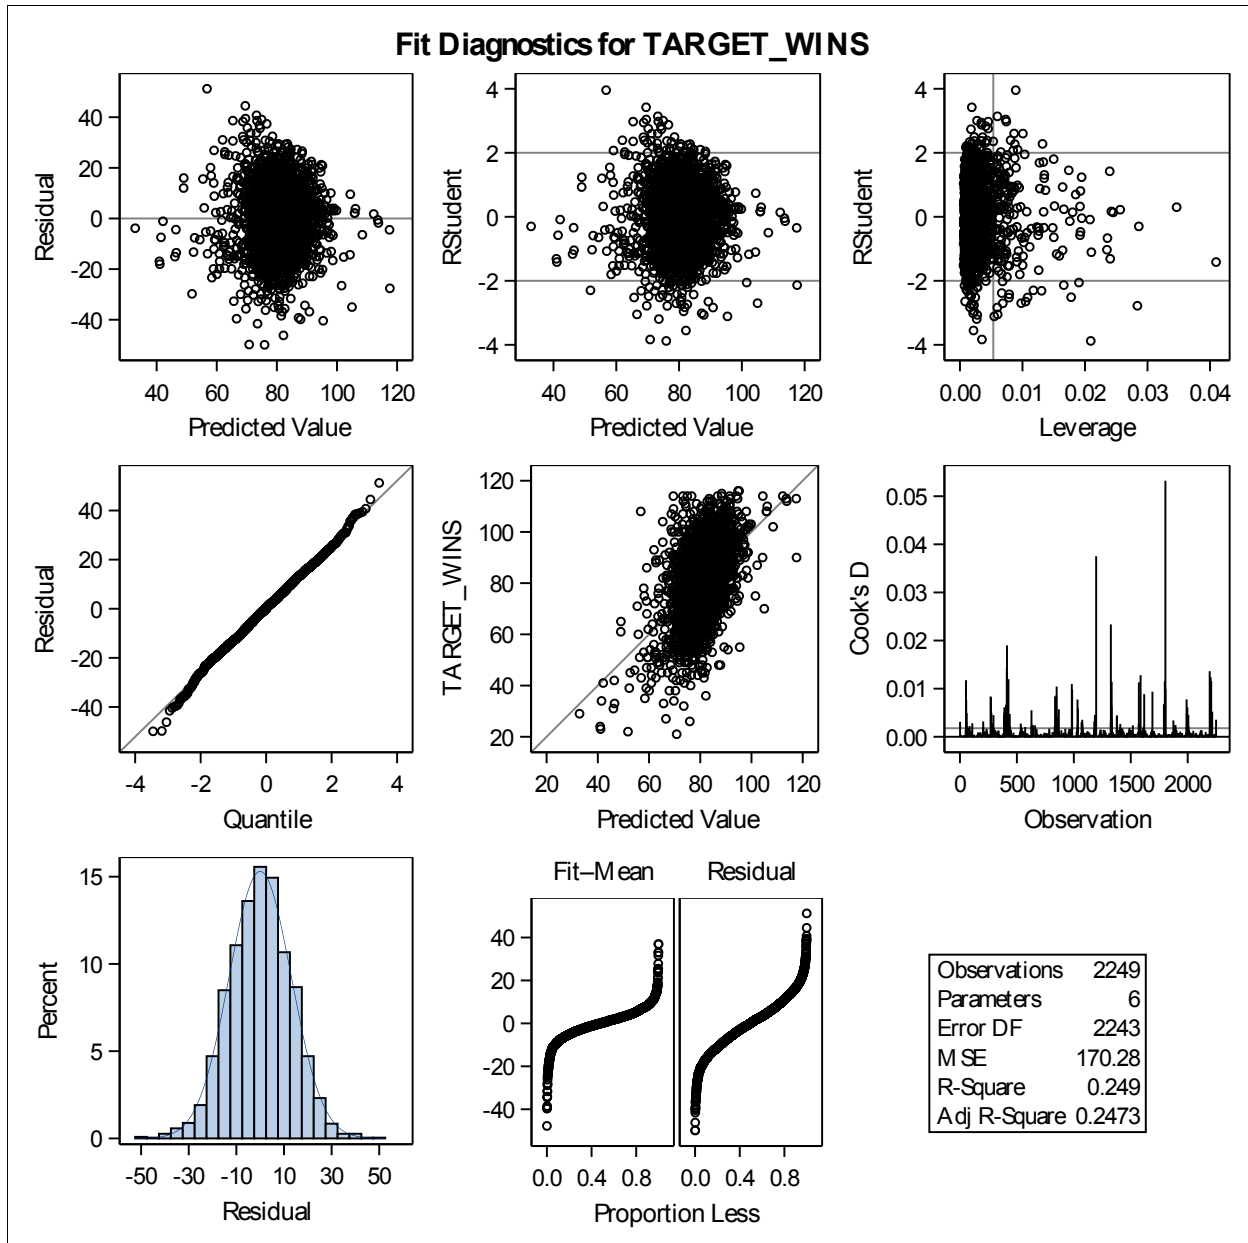 Fit Diagnostics for TARGET_WINS
40
20
0
-20
-40
Residual
40 60 80 100 120
Predicted Value
4
2
0
-2
-4
RStudent
40 60 80 100 120
Predicted Value
4
2
0
-2
-4
RStudent
0.00 0.01 0.02 0.03 0.04
Leverage
40
20
0
-20
-40
Residual
-4 -2 0 2 4
Quantile
120
100
80
60
40
20
TARGET_WINS
20 40 60 80 100 120
Predicted Value
0.05
0.04
0.03
0.02
0.01
0.00
Cook's D
0 500 1000 1500 2000
Observation
15
10
5
0
Percent
-50 -30 -10 10 30 50
Residual
Fit–Mean Residual
40
20
0
-20
-40
0.0 0.4 0.8 0.0 0.4 0.8
Proportion Less
Observations 2249
Parameters 6
Error DF 2243
MSE 170.28
R-Square 0.249
Adj R-Square 0.2473